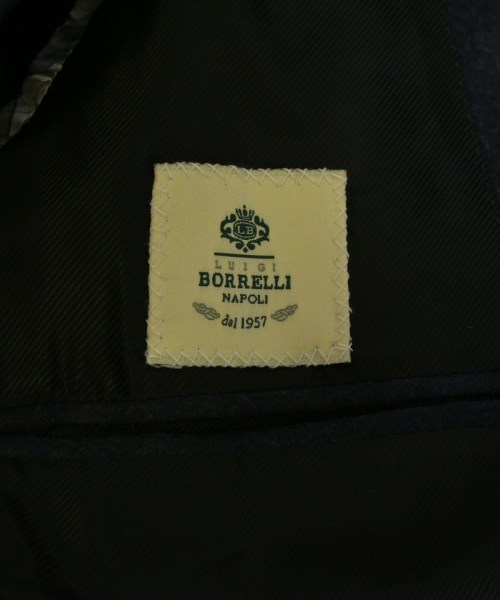 LB
LUIGI
BORRELLI
NAPOLI
dal 1957